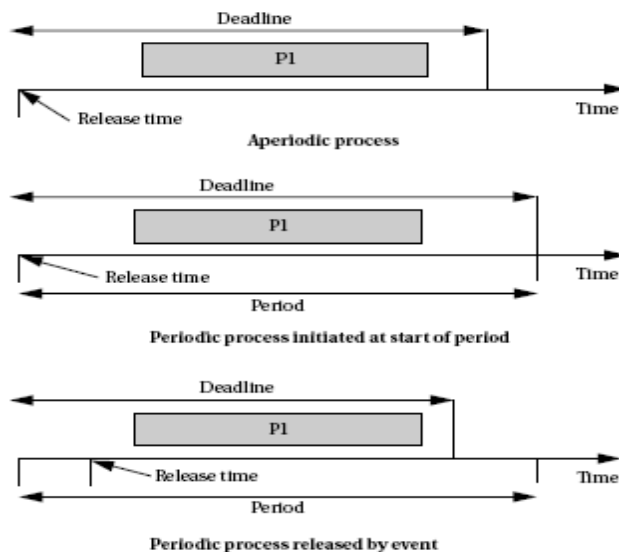 Deadline
P1
Time
Release time
Aperiodic process
Deadline
P1
Release time
Time
Period
Periodic process initiated at start of period
Deadline
P1
Release time
Time
Period
Periodic process released by event